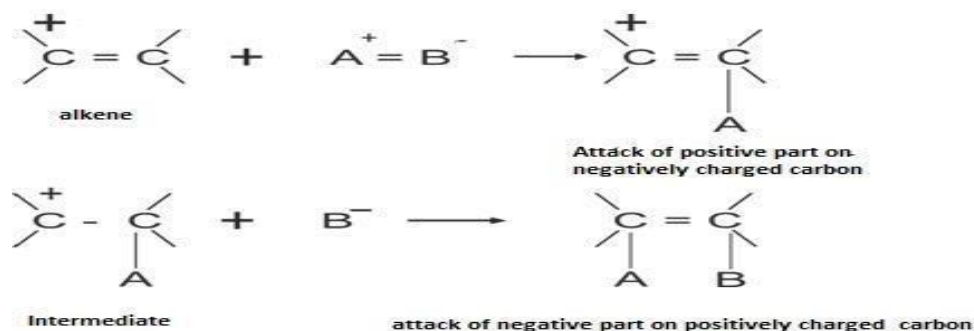 + + - +
C = C + A = B → C = C
alkene A
Attack of positive part on
negatively charged carbon
+
C - C + B⁻ → C = C
A A B
Intermediate attack of negative part on positively charged carbon